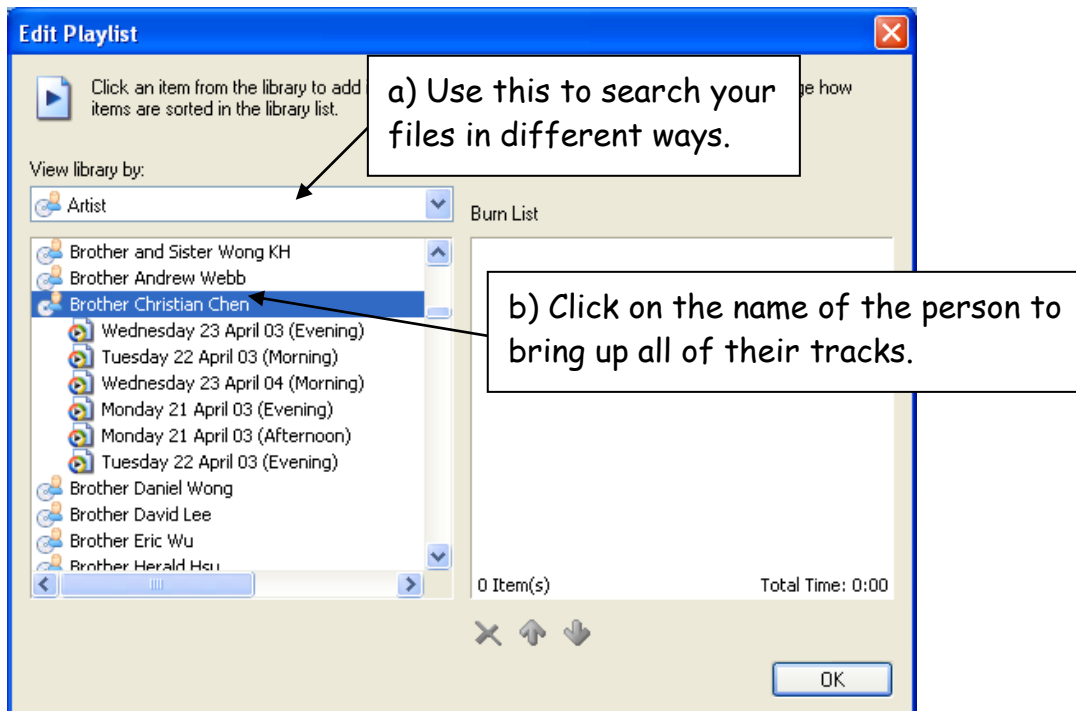 Edit Playlist
Click an item from the library to add i
ge how
items are sorted in the library list.
a) Use this to search your
files in different ways.
View library by:
Artist
Burn List
Brother and Sister Wong KH
Brother Andrew Webb
Brother Christian Chen
Wednesday 23 April 03 (Evening)
Tuesday 22 April 03 (Morning)
Wednesday 23 April 04 (Morning)
Monday 21 April 03 (Evening)
Monday 21 April 03 (Afternoon)
Tuesday 22 April 03 (Evening)
Brother Daniel Wong
Brother David Lee
Brother Eric Wu
Brother Herald Hsu
b) Click on the name of the person to
bring up all of their tracks.
0 Item(s)
Total Time: 0:00
OK